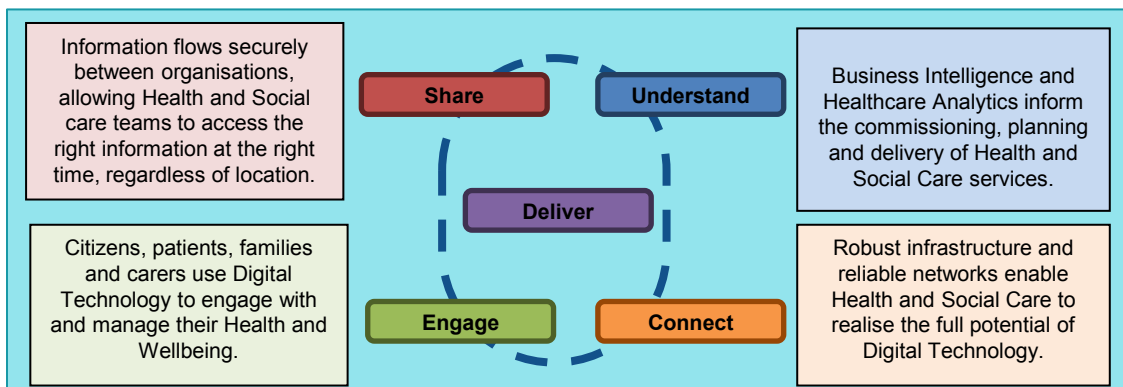 Information flows securely
between organisations,
allowing Health and Social
care teams to access the
right information at the right
time, regardless of location.
Share
Understand
Business Intelligence and
Healthcare Analytics inform
the commissioning, planning
and delivery of Health and
Social Care services.
Deliver
Citizens, patients, families
and carers use Digital
Technology to engage with
and manage their Health and
Wellbeing.
Engage
Connect
Robust infrastructure and
reliable networks enable
Health and Social Care to
realise the full potential of
Digital Technology.